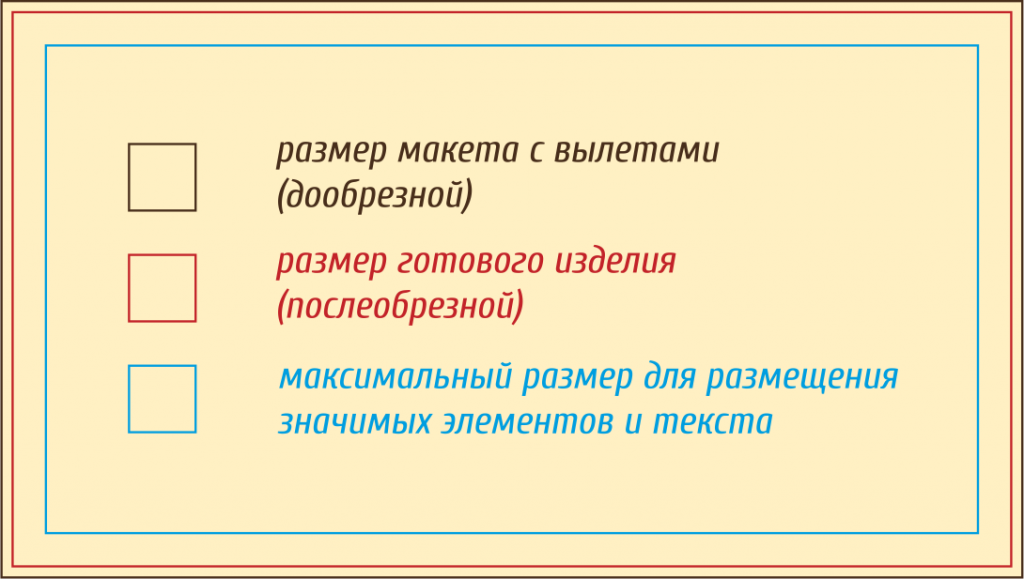 размер макета с вылетами
(дообрезной)
размер готового изделия
(послеобрезной)
максимальный размер для размещения
значимых элементов и текста